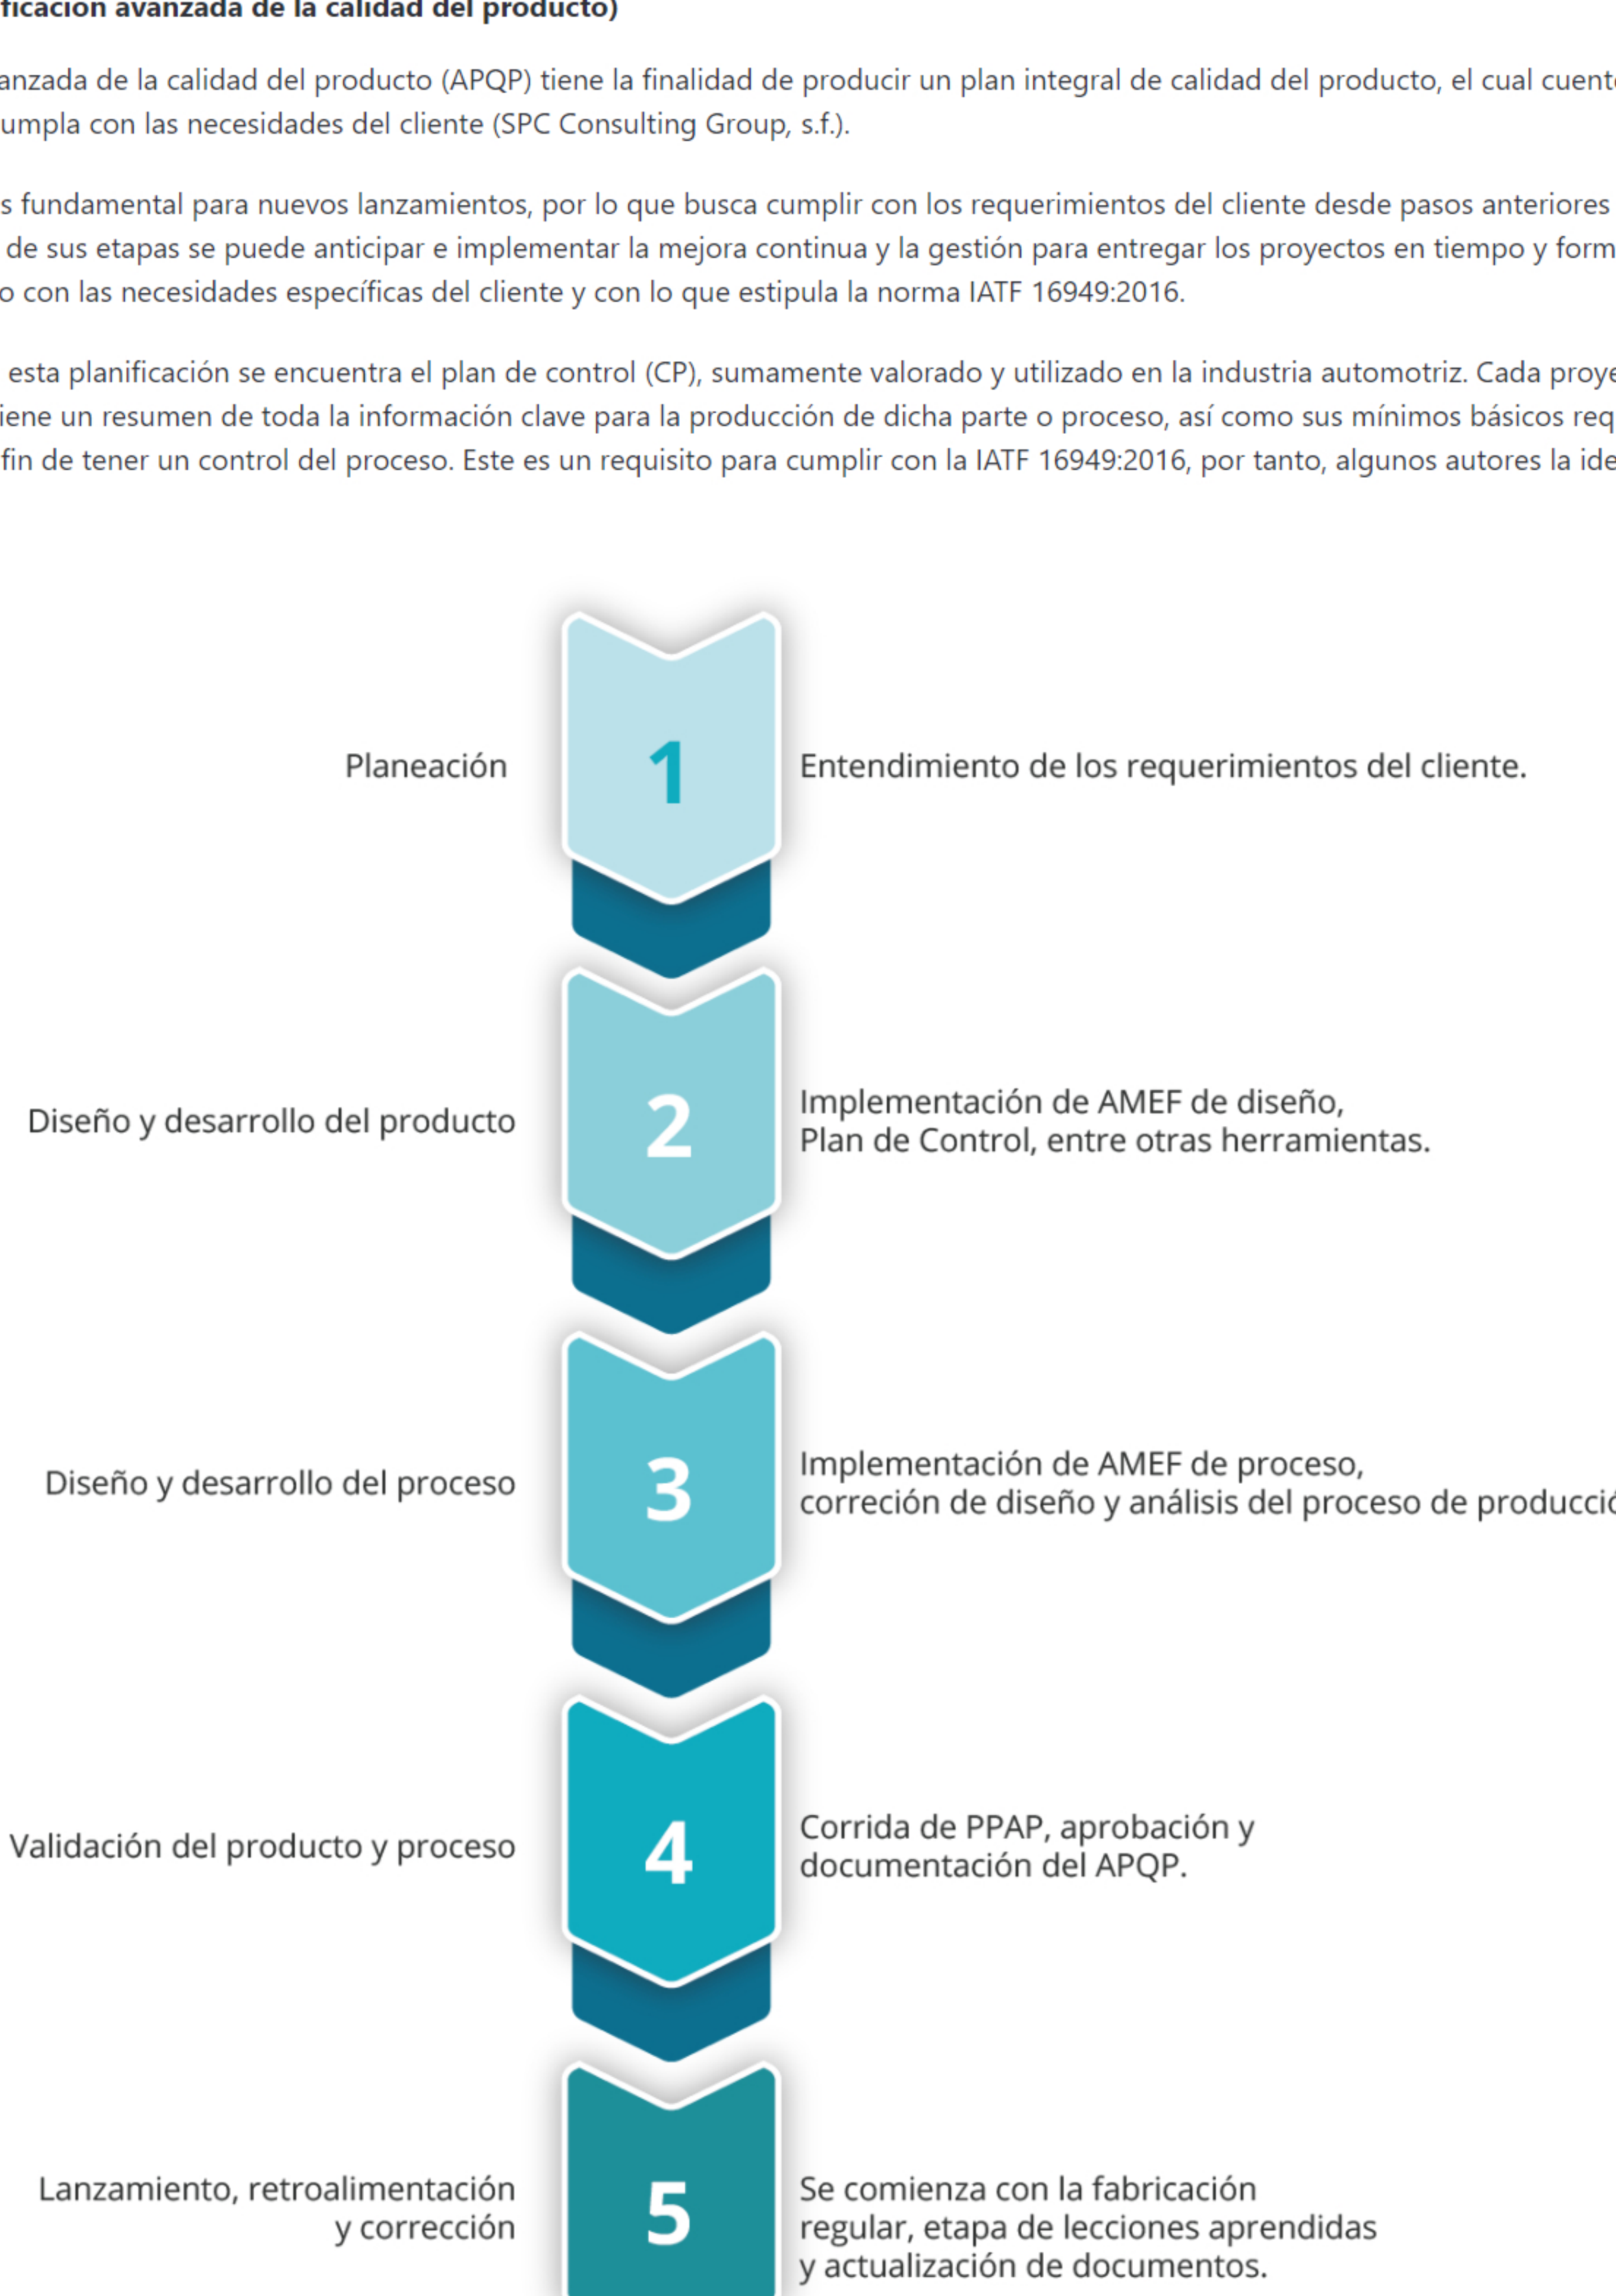 ficación avanzada de la calidad del producto)
anzada de la calidad del producto (APQP) tiene la finalidad de producir un plan integral de calidad del producto, el cual cuent
umpla con las necesidades del cliente (SPC Consulting Group, s.f.).
s fundamental para nuevos lanzamientos, por lo que busca cumplir con los requerimientos del cliente desde pasos anteriores
de sus etapas se puede anticipar e implementar la mejora continua y la gestión para entregar los proyectos en tiempo y form
o con las necesidades específicas del cliente y con lo que estipula la norma IATF 16949:2016.
esta planificación se encuentra el plan de control (CP), sumamente valorado y utilizado en la industria automotriz. Cada proye
iene un resumen de toda la información clave para la producción de dicha parte o proceso, así como sus mínimos básicos req
fin de tener un control del proceso. Este es un requisito para cumplir con la IATF 16949:2016, por tanto, algunos autores la ide
Planeación
1
Entendimiento de los requerimientos del cliente.
Diseño y desarrollo del producto
2
Implementación de AMEF de diseño,
Plan de Control, entre otras herramientas.
Diseño y desarrollo del proceso
3
Implementación de AMEF de proceso,
correción de diseño y análisis del proceso de producció
Validación del producto y proceso
4
Corrida de PPAP, aprobación y
documentación del APQP.
Lanzamiento, retroalimentación
y corrección
5
Se comienza con la fabricación
regular, etapa de lecciones aprendidas
y actualización de documentos.